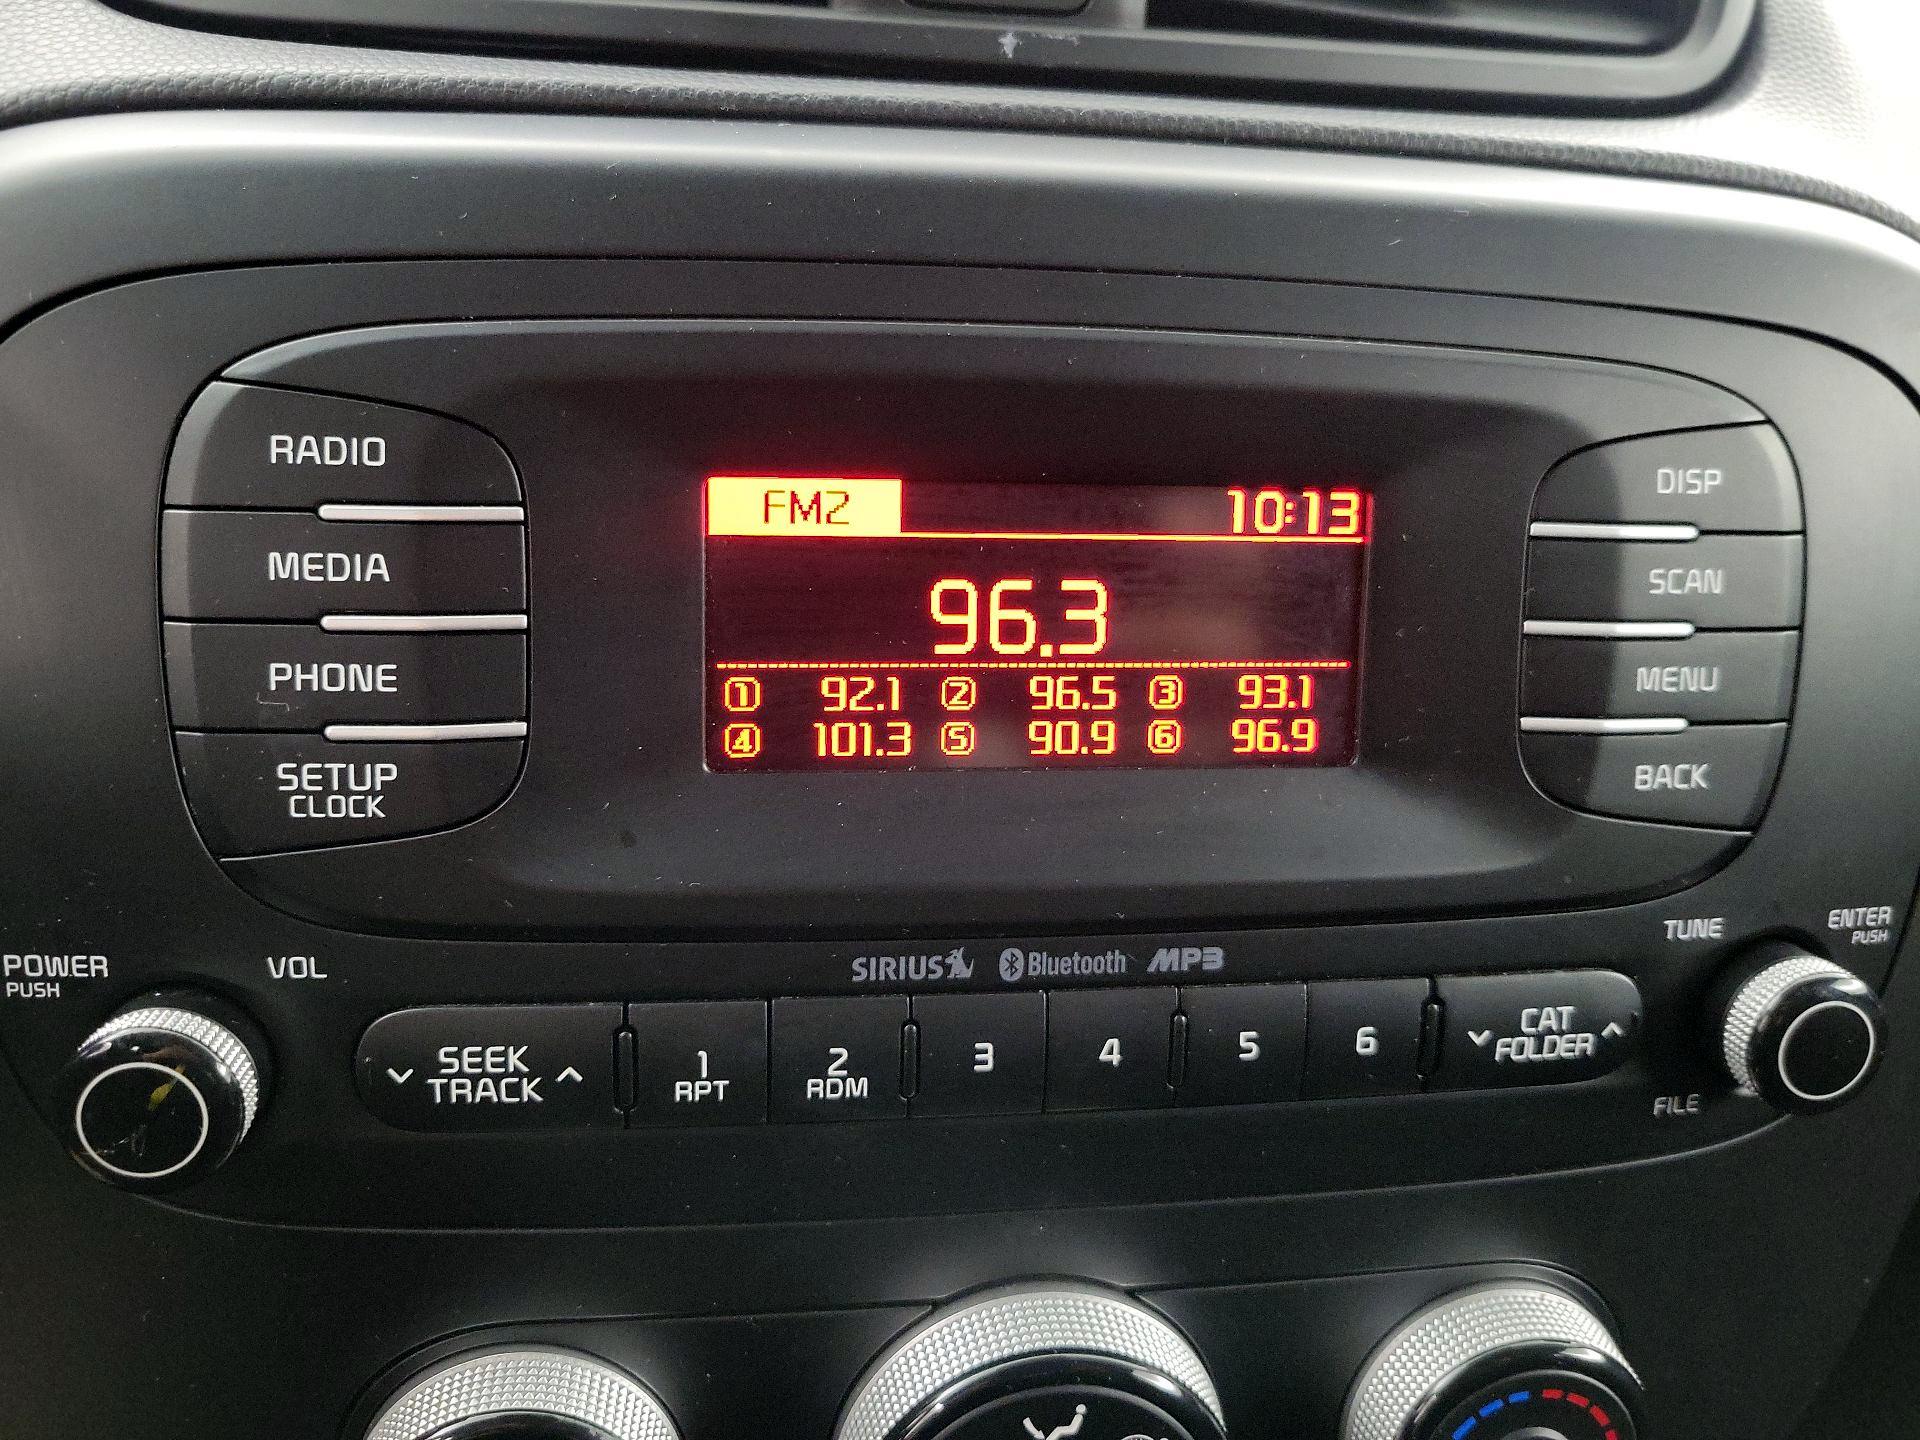 RADIO
MEDIA
PHONE
SETUP
CLOCK
FM2 10:13
96.3
1 92.1 2 96.5 3 93.1
4 101.3 5 90.9 6 96.9
DISP
SCAN
MENU
BACK
POWER
PUSH
VOL
SIRIUS Bluetooth MP3
TUNE
ENTER
PUSH
SEEK
TRACK
1
RPT
2
RDM
3
4
5
6
CAT
FOLDER
FILE